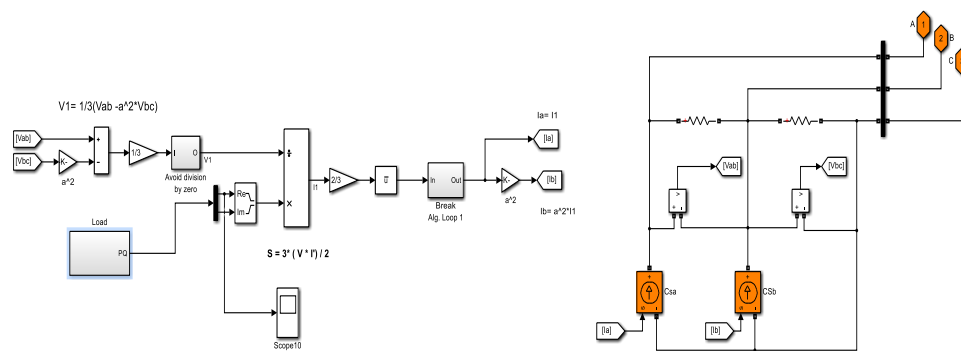 V1= 1/3(Vab -a^2*Vbc)
[Vab]
[Vbc]
K-
a^2
+
−
1/3
I
O
V1
Avoid division
by zero
Load
PQ
Re
Im
÷
×
I1
S = 3* ( V * I') / 2
Scope10
2/3
u
In
Out
Break
Alg. Loop 1
Ia= I1
[Ia]
K-
a^2
[Ib]
Ib= a^2*I1
A
1
2
B
C
[Vab]
[Vbc]
+
-
+
-
+
Csa
+
CSb
[Ia]
[Ib]